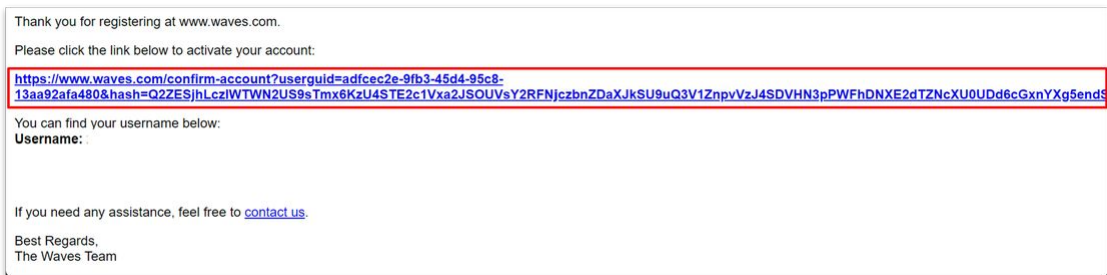 Thank you for registering at www.waves.com.
Please click the link below to activate your account:
https://www.waves.com/confirm-account?userguid=adfcec2e-9fb3-45d4-95c8-
13aa92afa480&hash=Q2ZESjhLczlWTWN2US9sTmx6KzU4STE2c1Vxa2JSOUVsY2RFNjczbnZDaXJkSU9uQ3V1ZnpvVzJ4SDVHN3pPWFhDNXE2dTZNcXU0UDd6cGxnYXg5endS
You can find your username below:
Username:
If you need any assistance, feel free to contact us.
Best Regards,
The Waves Team